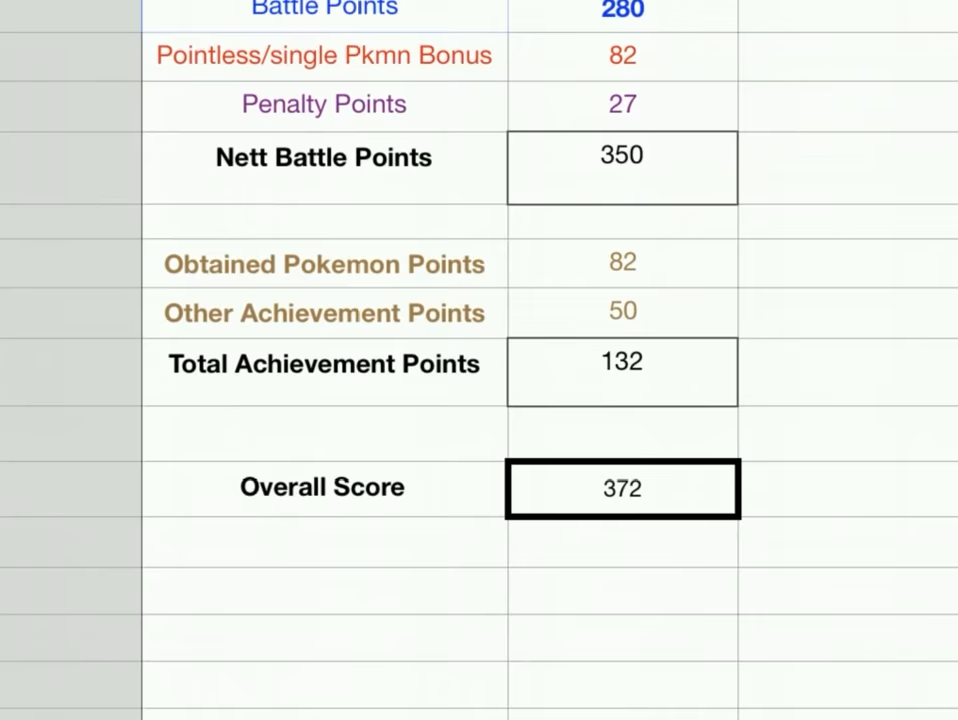 Battle Points 280
Pointless/single Pkmn Bonus 82
Penalty Points 27
Nett Battle Points 350
Obtained Pokemon Points 82
Other Achievement Points 50
Total Achievement Points 132
Overall Score 372